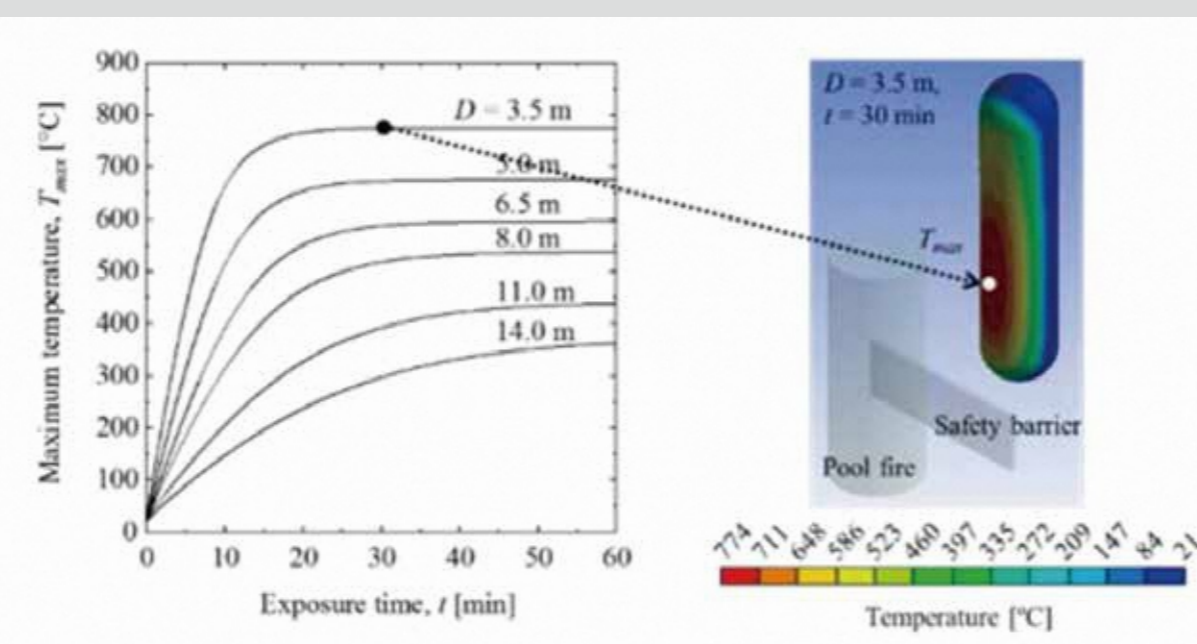 900
800
700
600
500
400
300
200
100
0
Maximum temperature, Tmax [°C]
D = 3.5 m
5.0 m
6.5 m
8.0 m
11.0 m
14.0 m
0 10 20 30 40 50 60
Exposure time, t [min]
D = 3.5 m,
t = 30 min
Tmax
Safety barrier
Pool fire
774 711 648 586 523 460 397 335 272 209 147 84 21
Temperature [°C]